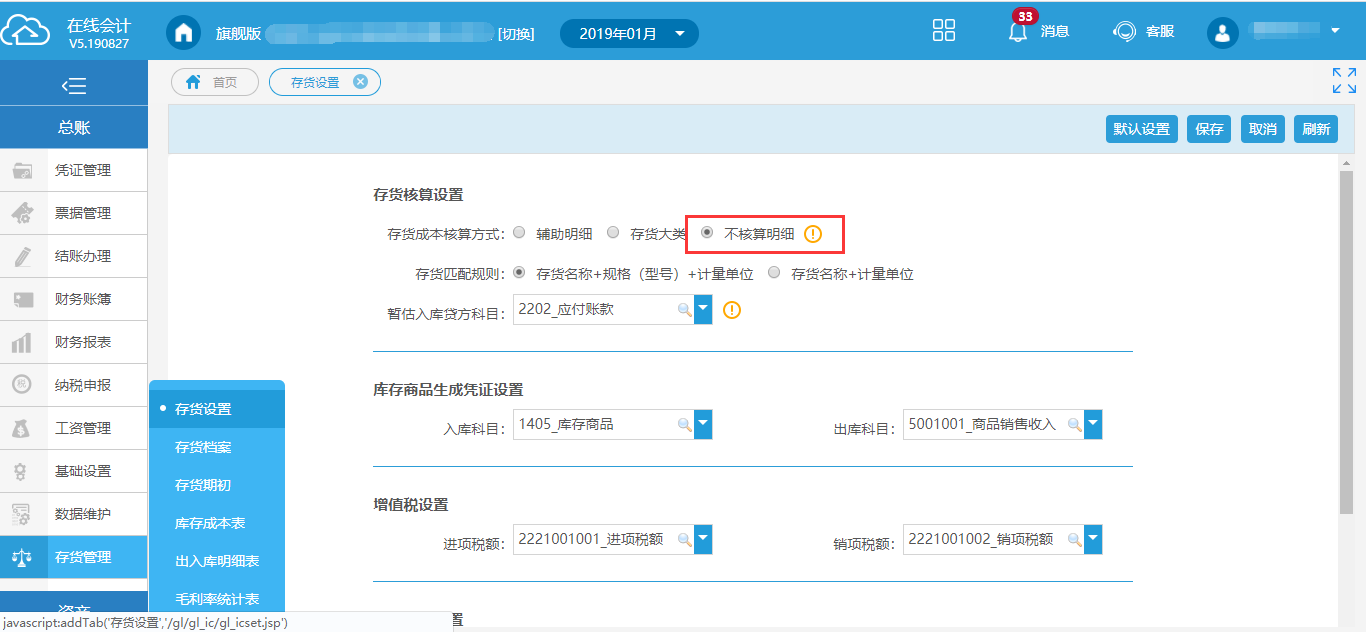 在线会计
V5.190827
旗舰版
[切换]
2019年01月
33
消息
客服
首页
存货设置
总账
默认设置
保存
取消
刷新
凭证管理
票据管理
结账办理
财务账簿
财务报表
纳税申报
工资管理
基础设置
数据维护
存货管理
资产
存货设置
存货档案
存货期初
库存成本表
出入库明细表
毛利率统计表
存货核算设置
存货成本核算方式: 辅助明细 存货大类 不核算明细
存货匹配规则: 存货名称+规格（型号）+计量单位 存货名称+计量单位
暂估入库贷方科目: 2202_应付账款
库存商品生成凭证设置
入库科目: 1405_库存商品 出库科目: 5001001_商品销售收入
增值税设置
进项税额: 2221001001_进项税额 销项税额: 2221001002_销项税额
置
javascript:addTab('存货设置','/gl/gl_ic/gl_icset.jsp')